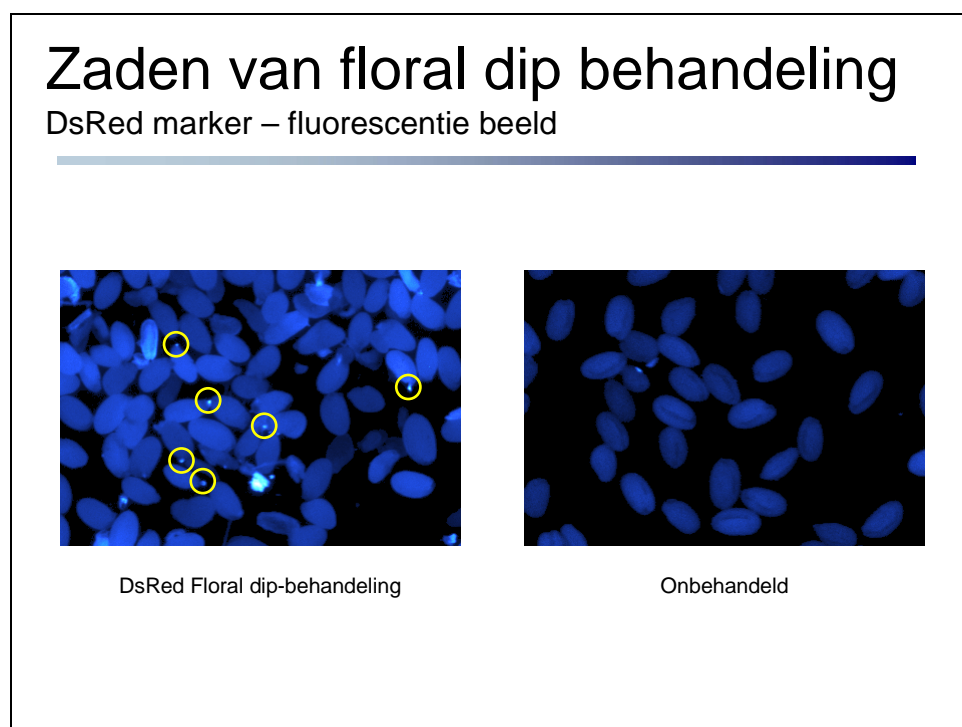 Zaden van floral dip behandeling
DsRed marker – fluorescentie beeld
DsRed Floral dip-behandeling
Onbehandeld